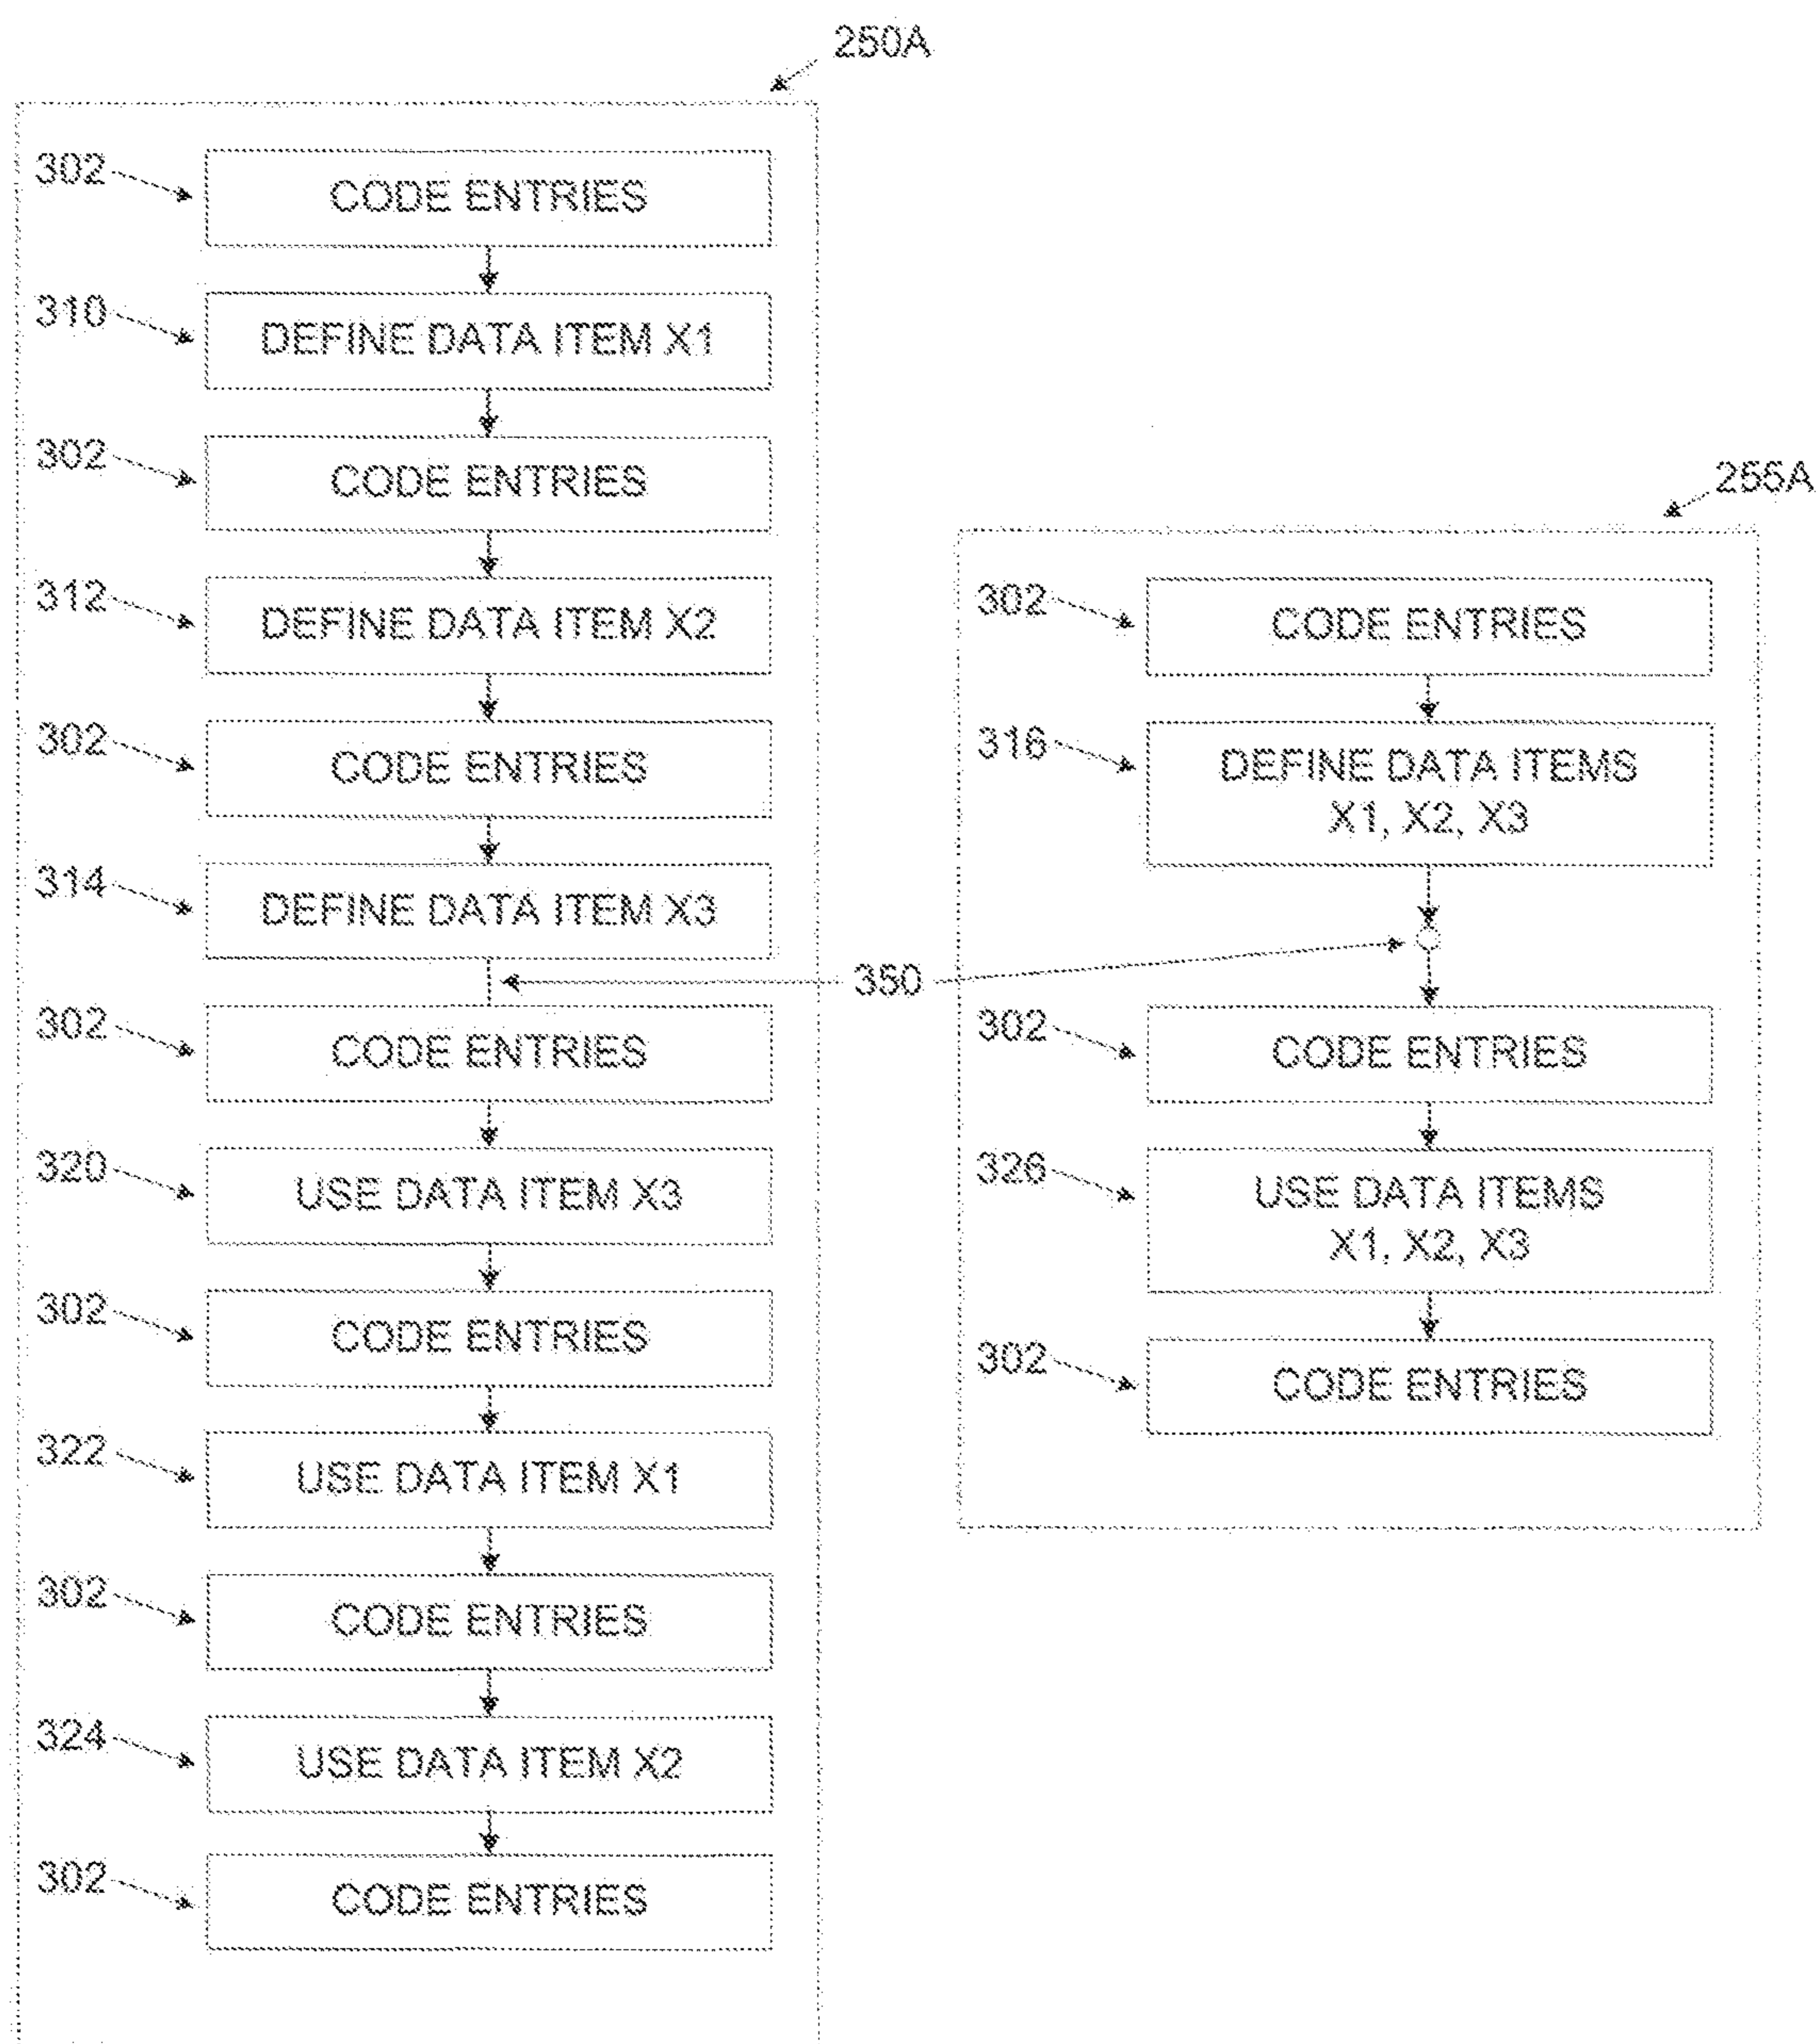 250A
302
CODE ENTRIES
310
DEFINE DATA ITEM X1
302
CODE ENTRIES
312
DEFINE DATA ITEM X2
302
CODE ENTRIES
314
DEFINE DATA ITEM X3
350
302
CODE ENTRIES
320
USE DATA ITEM X3
302
CODE ENTRIES
322
USE DATA ITEM X1
302
CODE ENTRIES
324
USE DATA ITEM X2
302
CODE ENTRIES
255A
302
CODE ENTRIES
316
DEFINE DATA ITEMS
X1, X2, X3
302
CODE ENTRIES
326
USE DATA ITEMS
X1, X2, X3
302
CODE ENTRIES